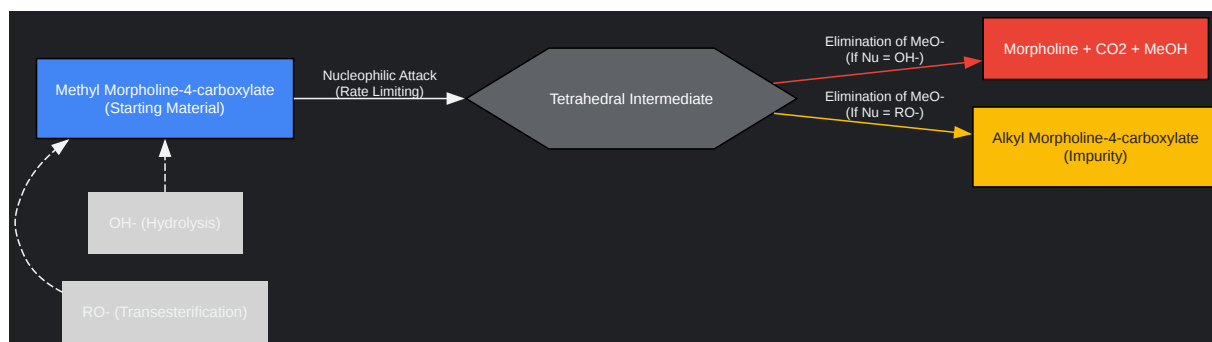 Methyl Morpholine-4-carboxylate
(Starting Material)
Nucleophilic Attack
(Rate Limiting)
Tetrahedral Intermediate
Elimination of MeO-
(If Nu = OH-)
Morpholine + CO2 + MeOH
Elimination of MeO-
(If Nu = RO-)
Alkyl Morpholine-4-carboxylate
(Impurity)
OH- (Hydrolysis)
RO- (Transesterification)